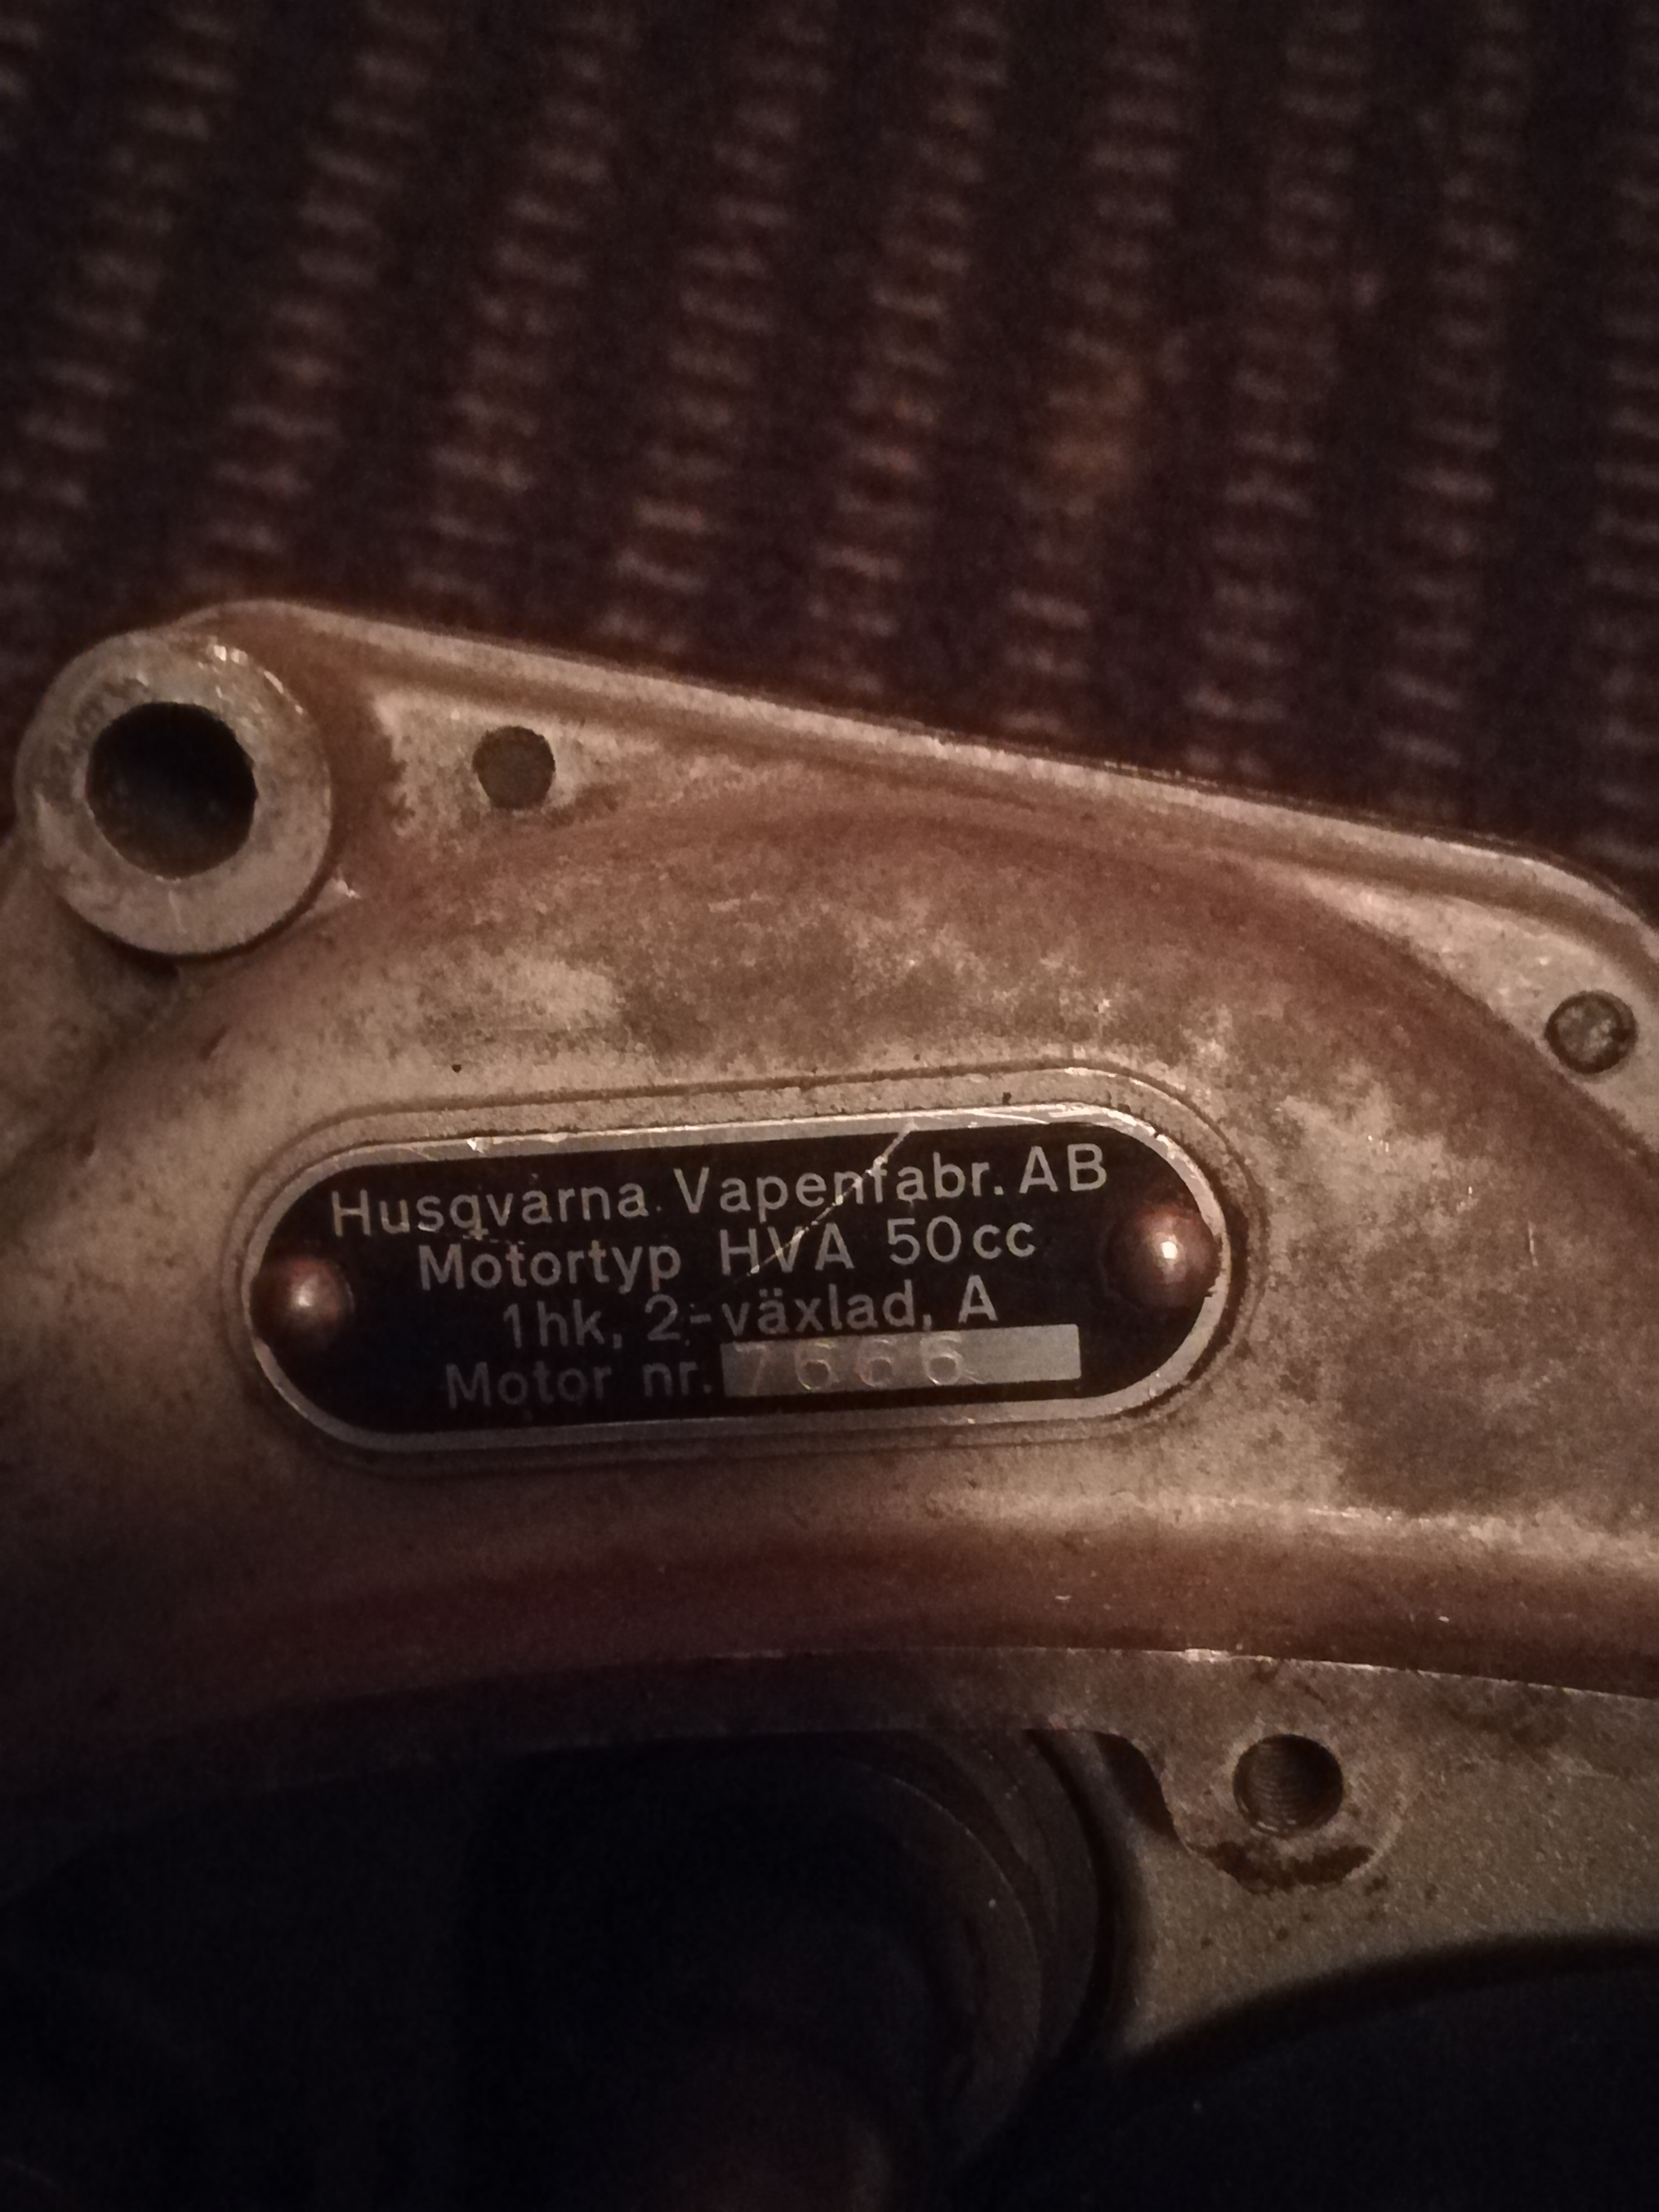 Husqvarna Vapenfabr. AB
Motortyp HVA 50cc
1hk, 2-växlad, A
Motor nr. 7666